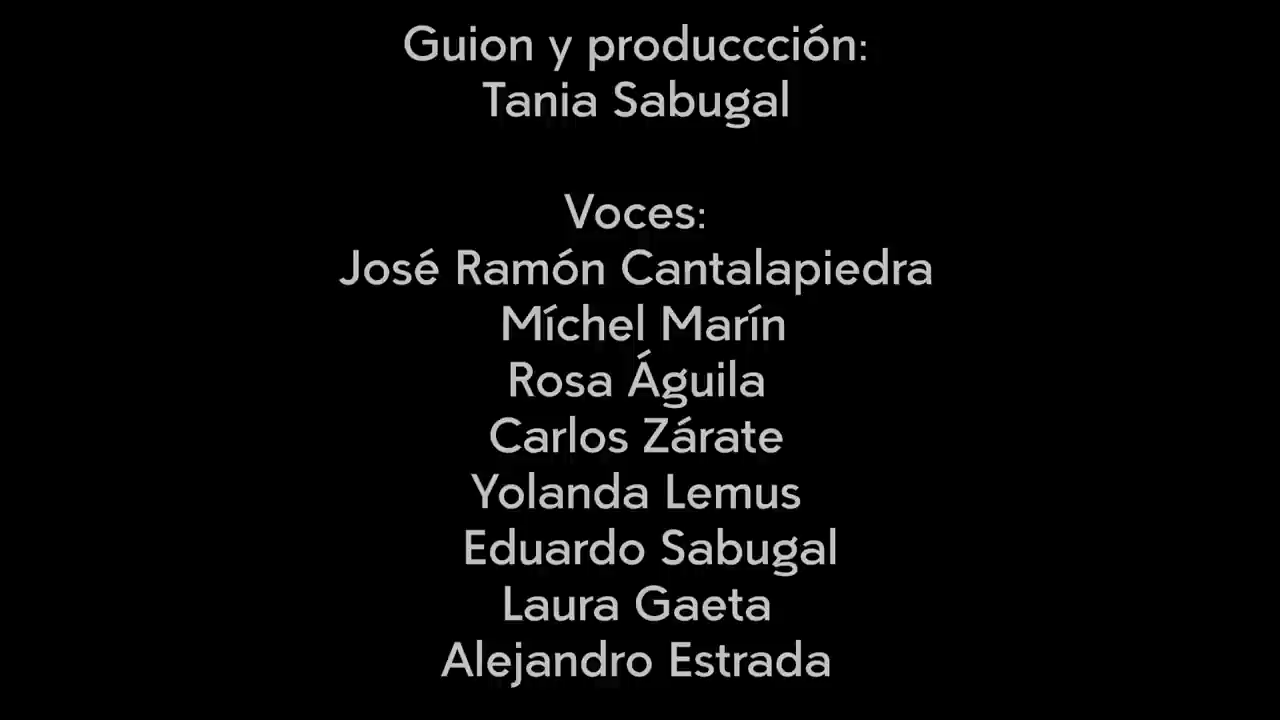 Guion y produccción:
Tania Sabugal
Voces:
José Ramón Cantalapiedra
Míchel Marín
Rosa Águila
Carlos Zárate
Yolanda Lemus
Eduardo Sabugal
Laura Gaeta
Alejandro Estrada